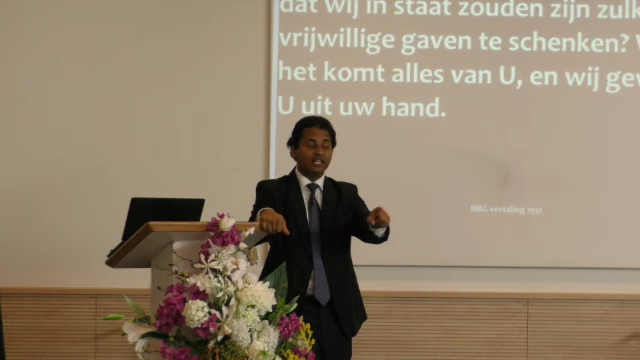 dat wij in staat zouden zijn zulk
vrijwillige gaven te schenken?
het komt alles van U, en wij gev
U uit uw hand.
NBG vertaling 1951